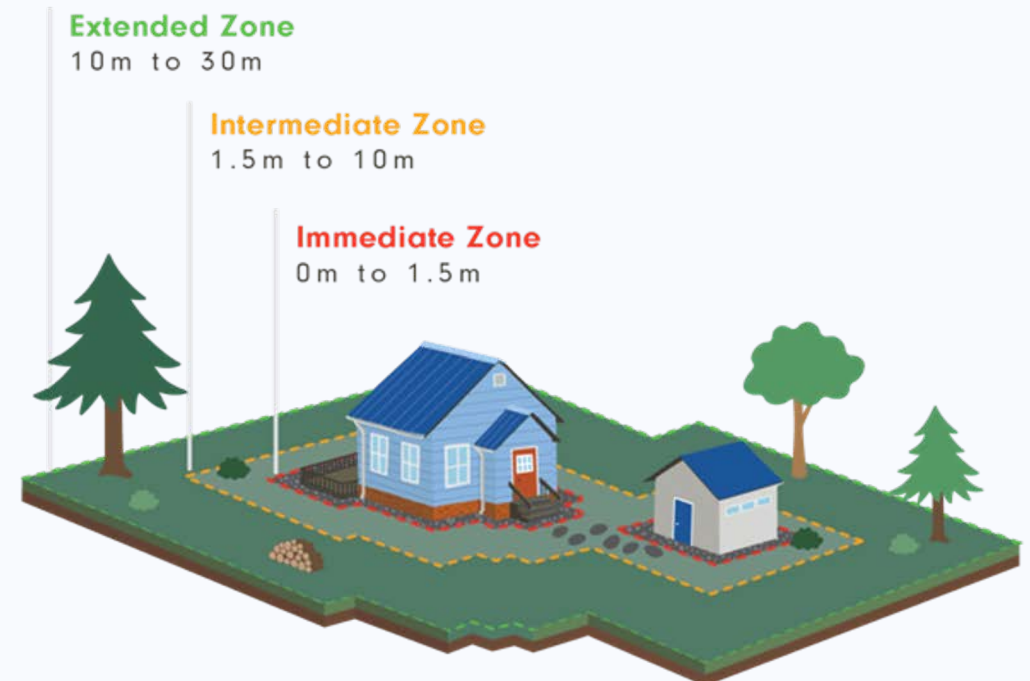 Extended Zone
10m to 30m
Intermediate Zone
1.5m to 10m
Immediate Zone
0m to 1.5m